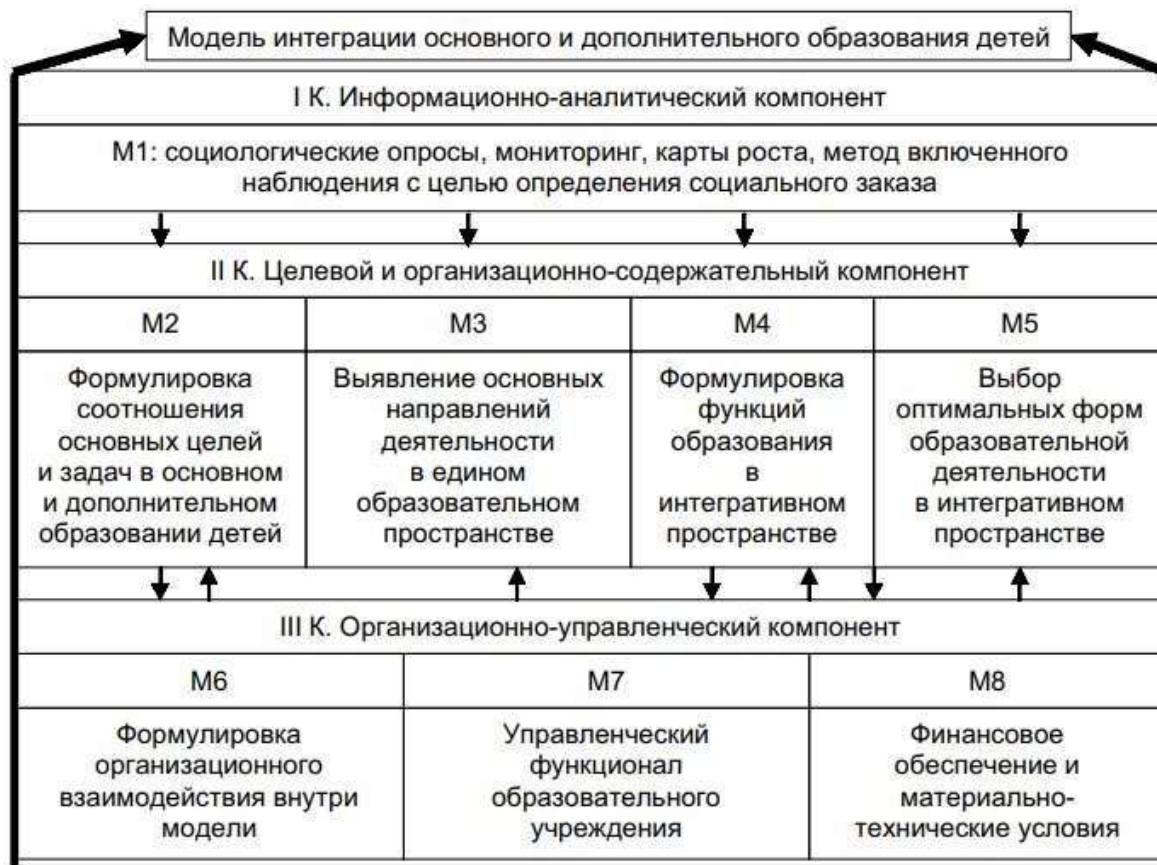 Модель интеграции основного и дополнительного образования детей
I К. Информационно-аналитический компонент
М1: социологические опросы, мониторинг, карты роста, метод включенного
наблюдения с целью определения социального заказа
II К. Целевой и организационно-содержательный компонент
М2
Формулировка
соотношения
основных целей
и задач в основном
и дополнительном
образовании детей
М3
Выявление основных
направлений
деятельности
в едином
образовательном
пространстве
М4
Формулировка
функций
образования
в
интегративном
пространстве
М5
Выбор
оптимальных форм
образовательной
деятельности
в интегративном
пространстве
III К. Организационно-управленческий компонент
М6
Формулировка
организационного
взаимодействия внутри
модели
М7
Управленческий
функционал
образовательного
учреждения
М8
Финансовое
обеспечение и
материально-
технические условия